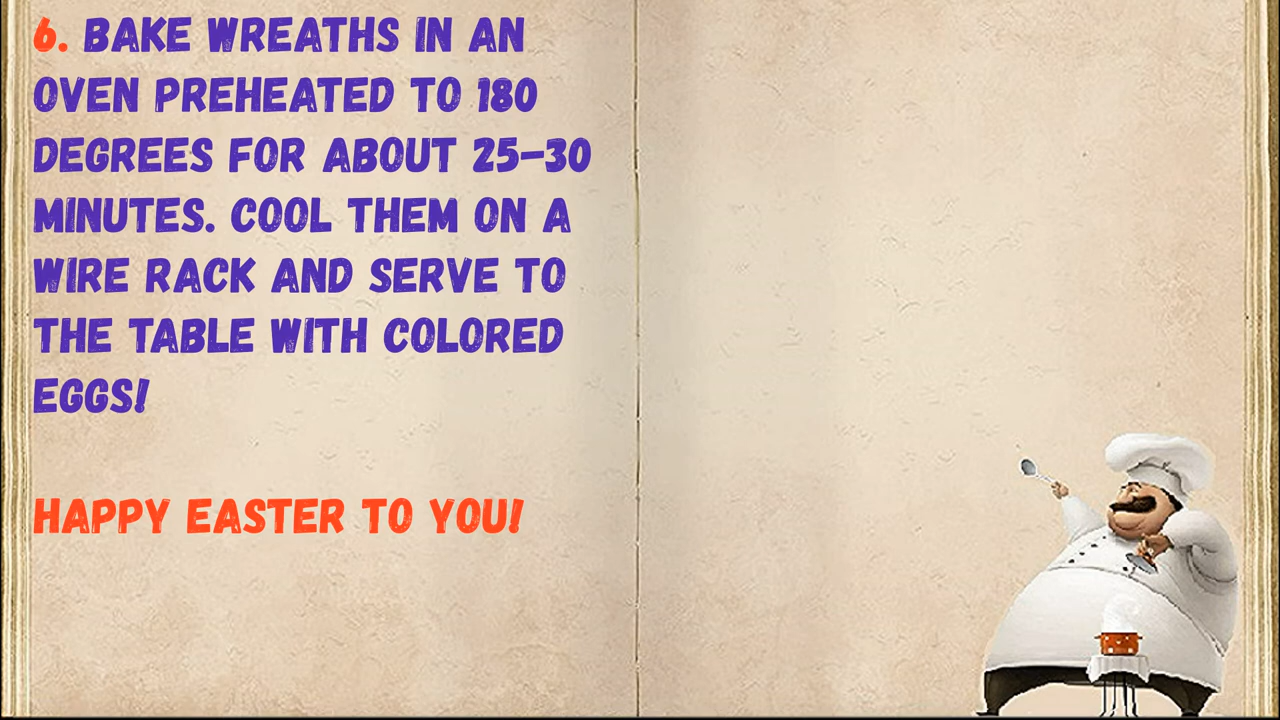 6. BAKE WREATHS IN AN
OVEN PREHEATED TO 180
DEGREES FOR ABOUT 25–30
MINUTES. COOL THEM ON A
WIRE RACK AND SERVE TO
THE TABLE WITH COLORED
EGGS!
HAPPY EASTER TO YOU!